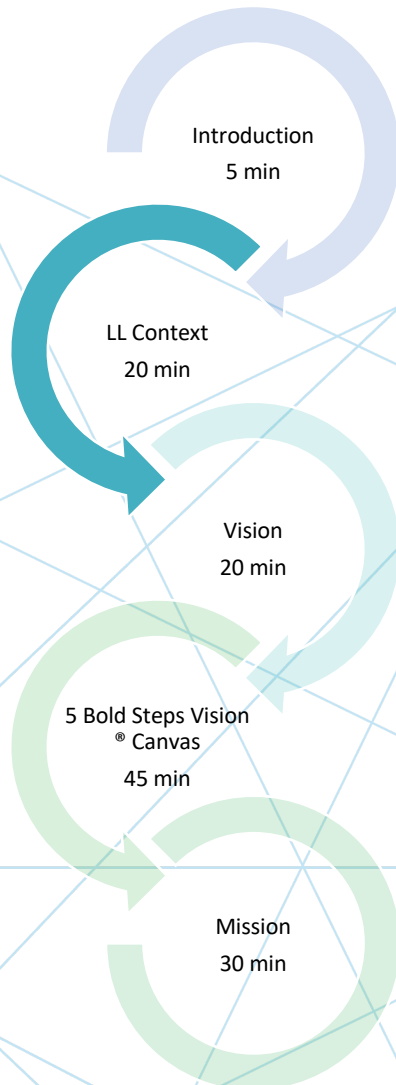 Introduction
5 min
LL Context
20 min
Vision
20 min
5 Bold Steps Vision
® Canvas
45 min
Mission
30 min